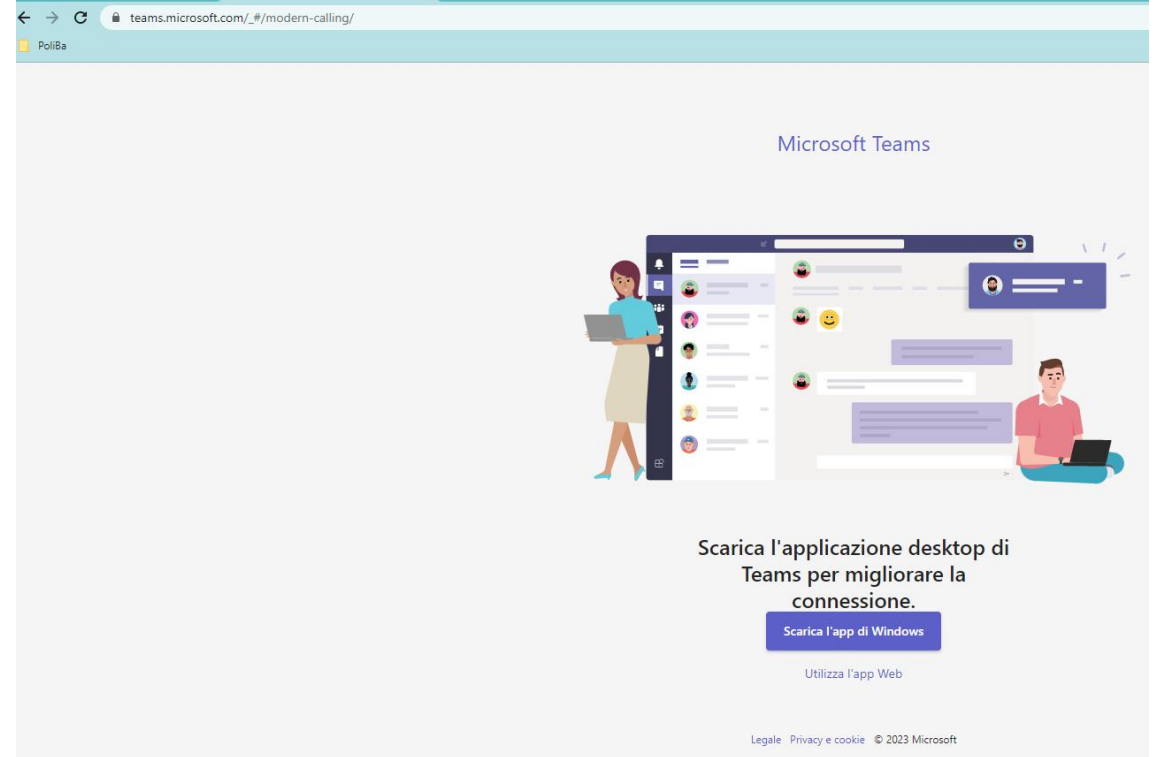 teams.microsoft.com/_#/modern-calling/
PoliBa
Microsoft Teams
Scarica l'applicazione desktop di
Teams per migliorare la
connessione.
Scarica l'app di Windows
Utilizza l'app Web
Legale Privacy e cookie © 2023 Microsoft